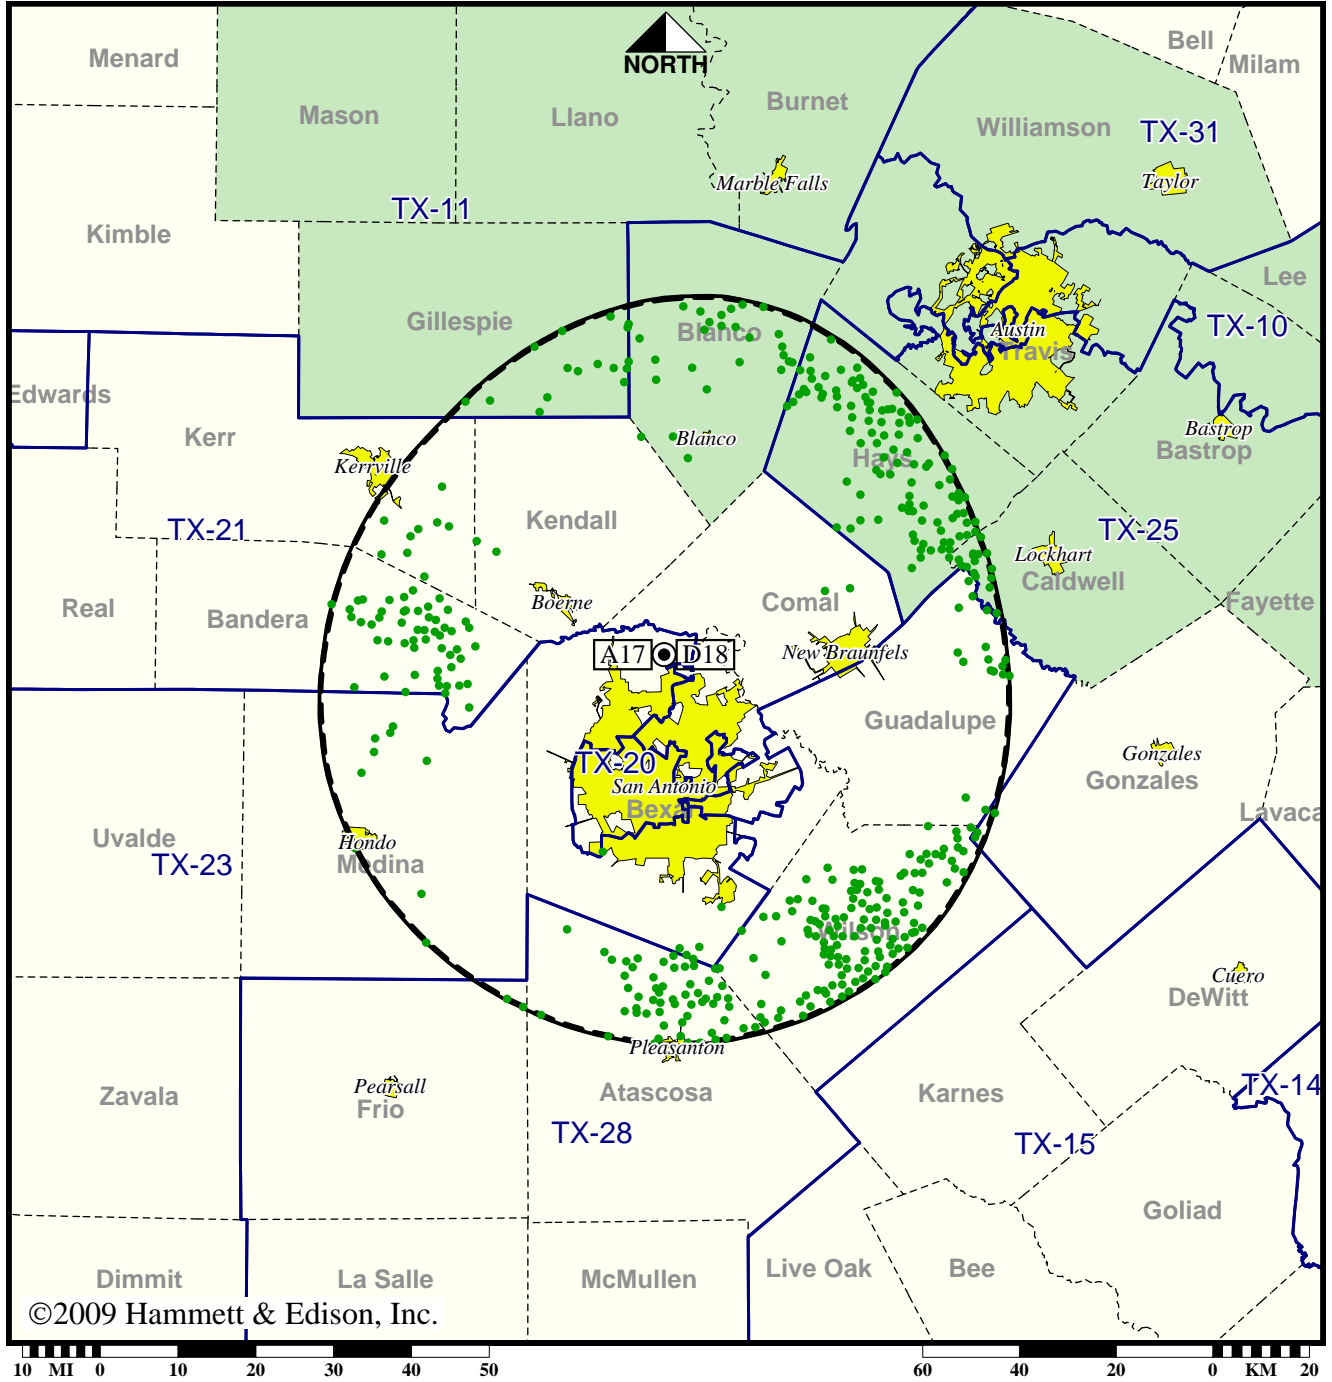 Menard
Bell
Milam
NORTH
Mason
Llano
Burnet
Williamson
TX-31
Marble Falls
Taylor
TX-11
Kimble
Lee
Gillespie
Blanco
Austin
Travis
TX-10
Edwards
Kerr
Kerrville
Blanco
Hays
Bastrop
Bastrop
TX-21
Kendall
TX-25
Lockhart
Caldwell
Real
Bandera
Boerne
Comal
Fayette
A17
D18
New Braunfels
Guadalupe
TX-20
San Antonio
Bexar
Gonzales
Gonzales
Lavaca
Uvalde
TX-23
Hondo
Medina
Wilson
Cuero
DeWitt
Pleasanton
Zavala
Pearsall
Frio
Atascosa
Karnes
TX-14
TX-28
TX-15
Goliad
Dimmit
La Salle
McMullen
Live Oak
Bee
©2009 Hammett & Edison, Inc.
10 MI 0 10 20 30 40 50
60 40 20 0 KM 20